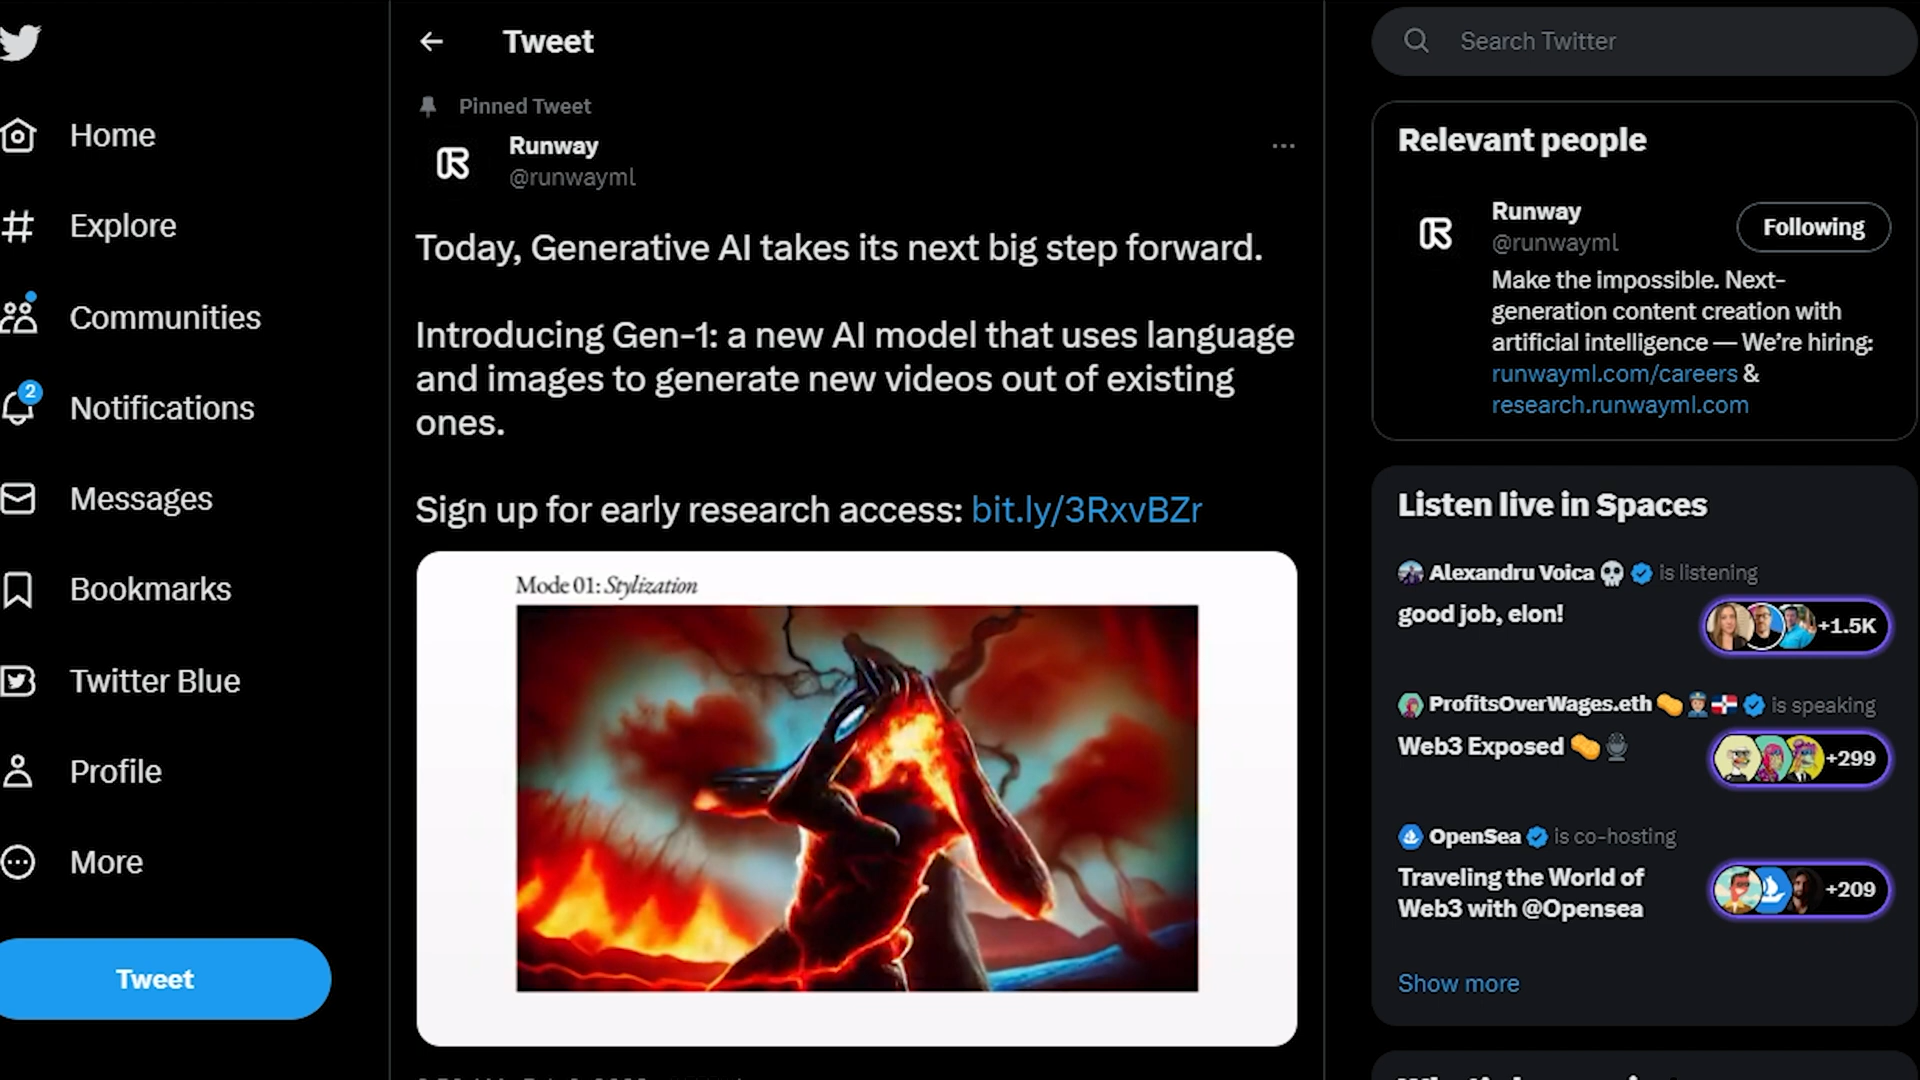 Home
Explore
Communities
2
Notifications
Messages
Bookmarks
Twitter Blue
Profile
More
Tweet
Tweet
Pinned Tweet
Runway
@runwayml
Today, Generative AI takes its next big step forward.
Introducing Gen-1: a new AI model that uses language
and images to generate new videos out of existing
ones.
Sign up for early research access: bit.ly/3RxvBZr
Mode 01: Stylization
Search Twitter
Relevant people
Runway
@runwayml
Following
Make the impossible. Next-
generation content creation with
artificial intelligence — We’re hiring:
runwayml.com/careers &
research.runwayml.com
Listen live in Spaces
Alexandru Voica 💀 is listening
good job, elon!
+1.5K
ProfitsOverWages.eth is speaking
Web3 Exposed
+299
OpenSea is co-hosting
Traveling the World of
Web3 with @Opensea
+209
Show more